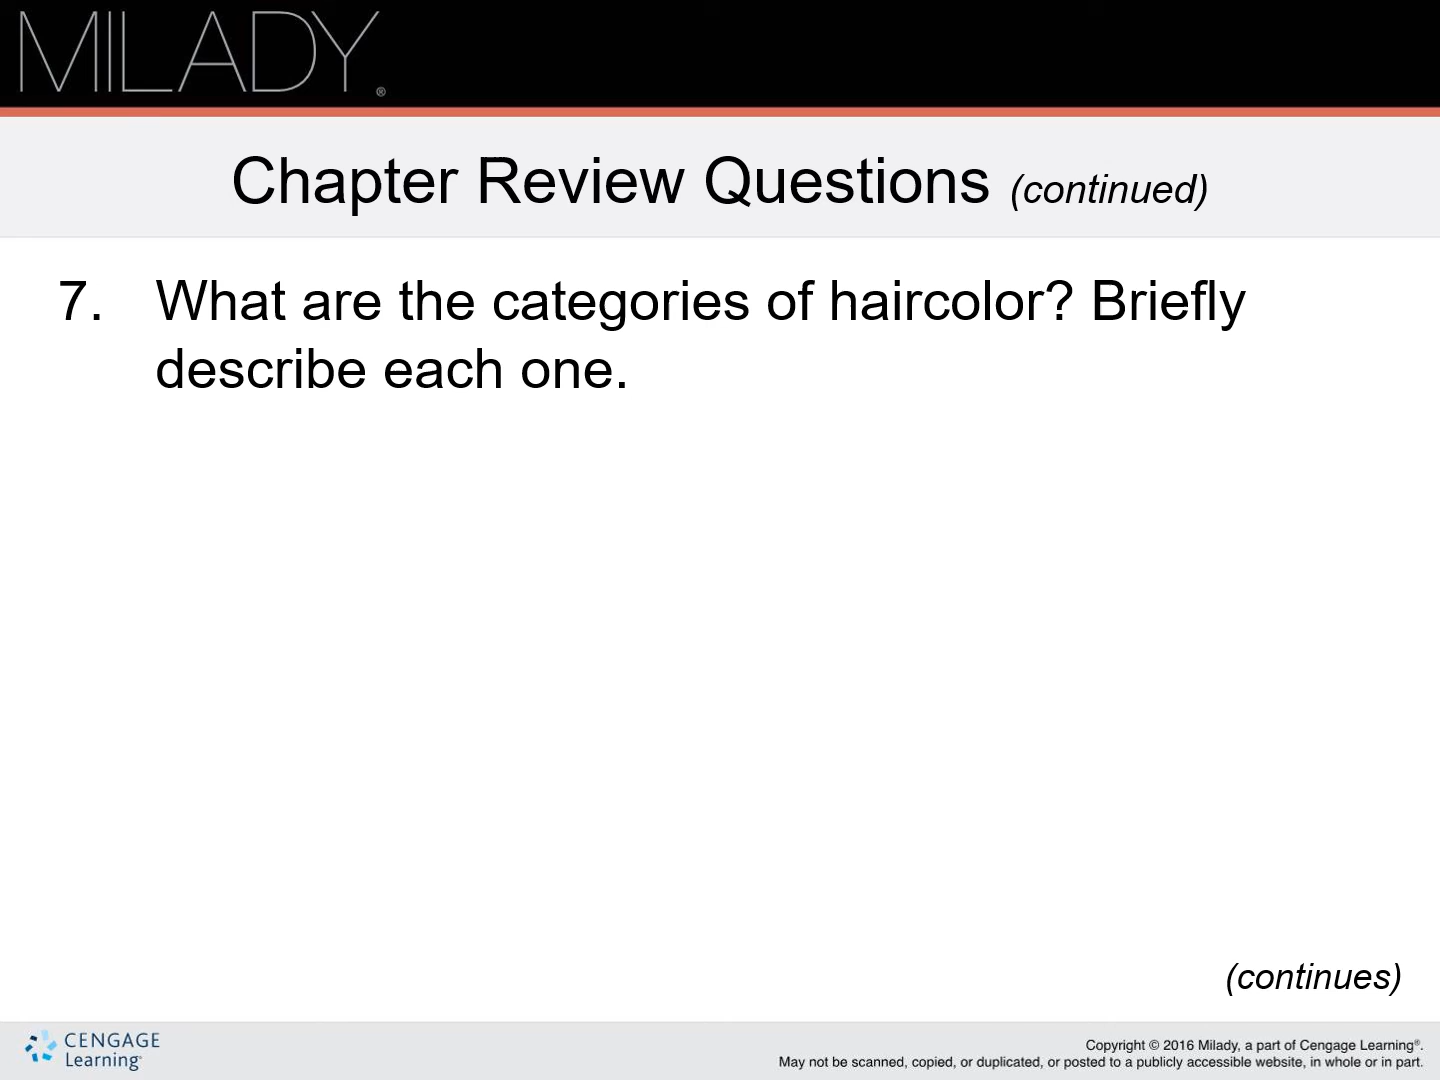 MILADY®
Chapter Review Questions (continued)
7. What are the categories of haircolor? Briefly
describe each one.
(continues)
CENGAGE
Learning
Copyright © 2016 Milady, a part of Cengage Learning®.
May not be scanned, copied, or duplicated, or posted to a publicly accessible website, in whole or in part.